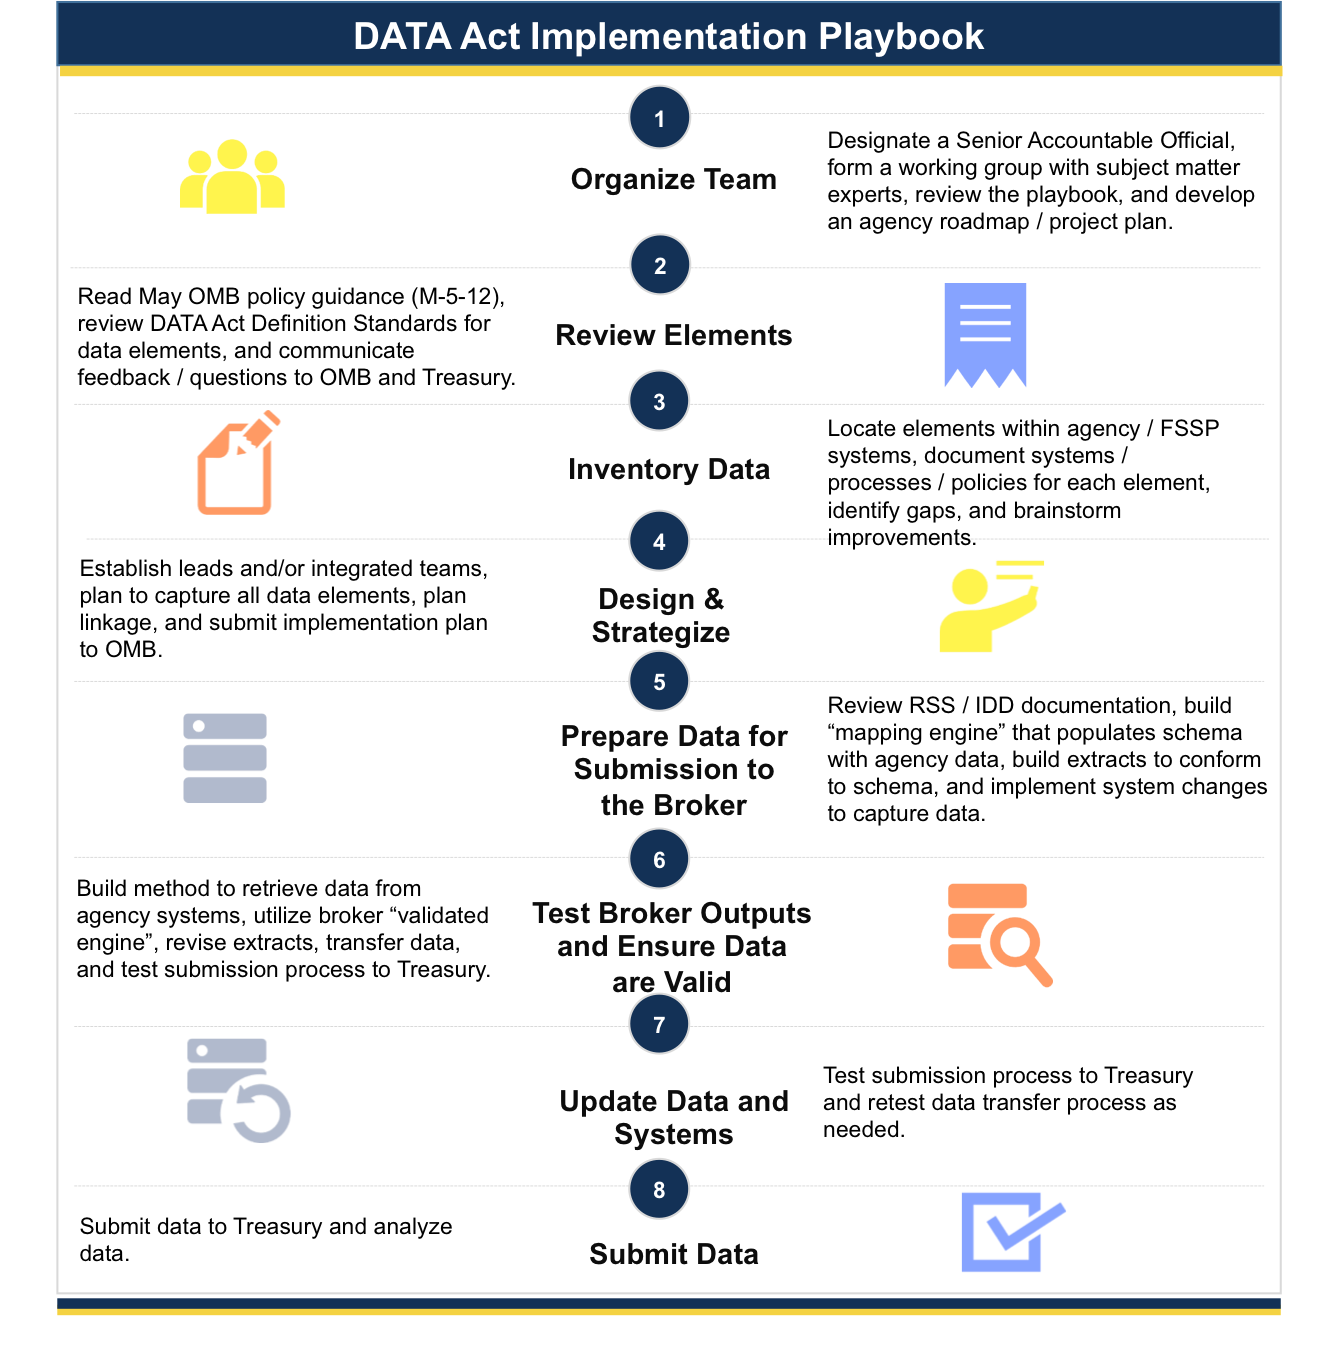 DATA Act Implementation Playbook
1
Organize Team
Designate a Senior Accountable Official,
form a working group with subject matter
experts, review the playbook, and develop
an agency roadmap / project plan.
2
Read May OMB policy guidance (M-5-12),
review DATA Act Definition Standards for
data elements, and communicate
feedback / questions to OMB and Treasury.
Review Elements
3
Inventory Data
Locate elements within agency / FSSP
systems, document systems /
processes / policies for each element,
identify gaps, and brainstorm
improvements.
4
Establish leads and/or integrated teams,
plan to capture all data elements, plan
linkage, and submit implementation plan
to OMB.
Design &
Strategize
5
Prepare Data for
Submission to
the Broker
Review RSS / IDD documentation, build
“mapping engine” that populates schema
with agency data, build extracts to conform
to schema, and implement system changes
to capture data.
6
Build method to retrieve data from
agency systems, utilize broker “validated
engine”, revise extracts, transfer data,
and test submission process to Treasury.
Test Broker Outputs
and Ensure Data
are Valid
7
Update Data and
Systems
Test submission process to Treasury
and retest data transfer process as
needed.
8
Submit data to Treasury and analyze
data.
Submit Data